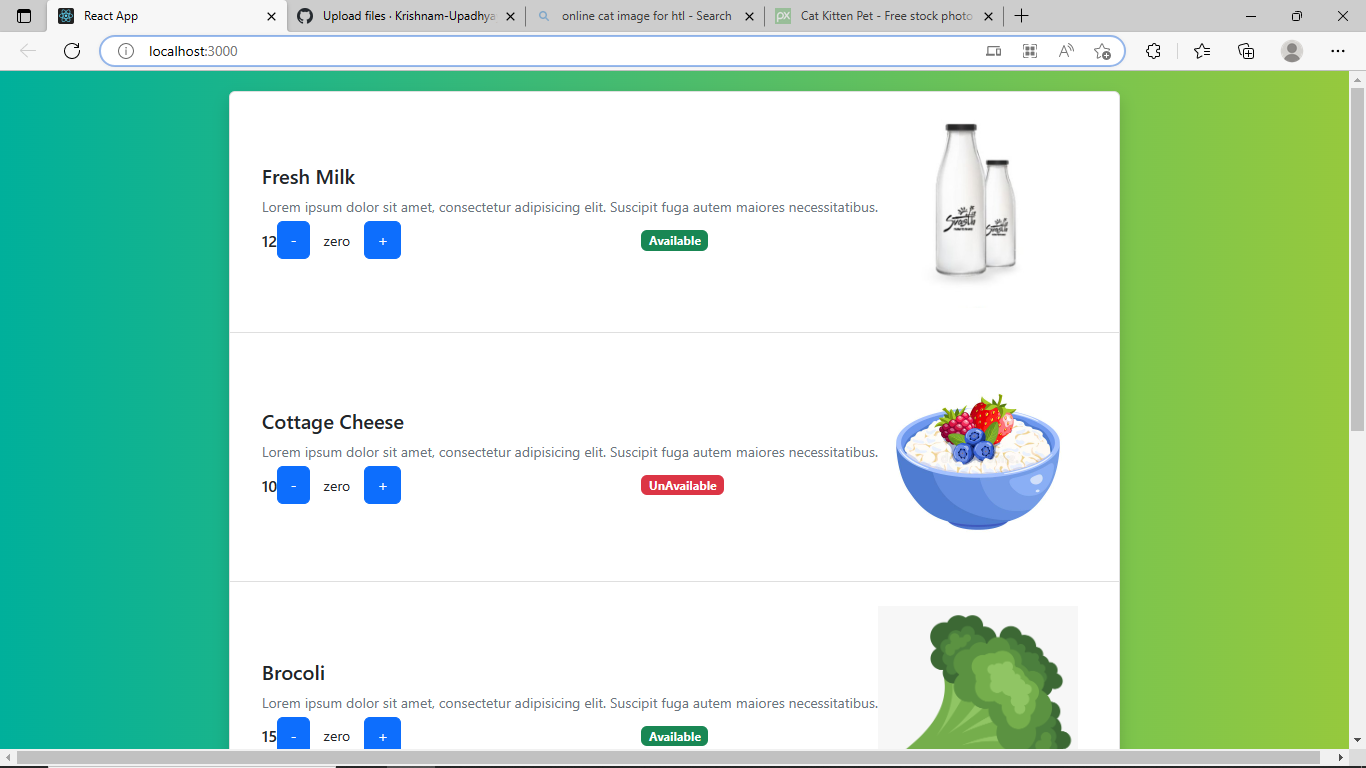 React App
Upload files · Krishnam-Upadhya
online cat image for htl - Search
Cat Kitten Pet - Free stock photo
localhost:3000
Fresh Milk
Lorem ipsum dolor sit amet, consectetur adipisicing elit. Suscipit fuga autem maiores necessitatibus.
12 - zero + Available
Cottage Cheese
Lorem ipsum dolor sit amet, consectetur adipisicing elit. Suscipit fuga autem maiores necessitatibus.
10 - zero + UnAvailable
Brocoli
Lorem ipsum dolor sit amet, consectetur adipisicing elit. Suscipit fuga autem maiores necessitatibus.
15 - zero + Available